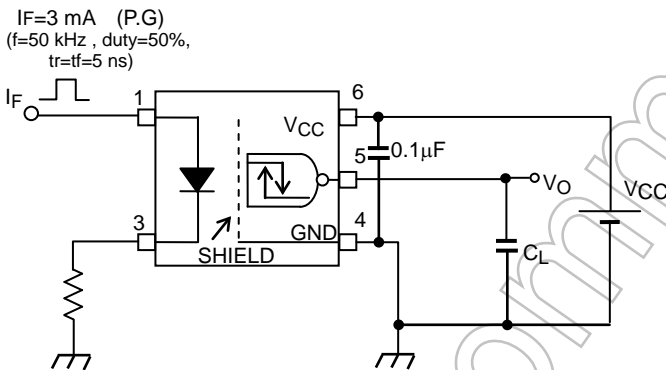 IF=3 mA (P.G)
(f=50 kHz , duty=50%,
tr=tf=5 ns)
IF
1
6
VCC
5
0.1μF
VO
VCC
3
4
GND
SHIELD
CL